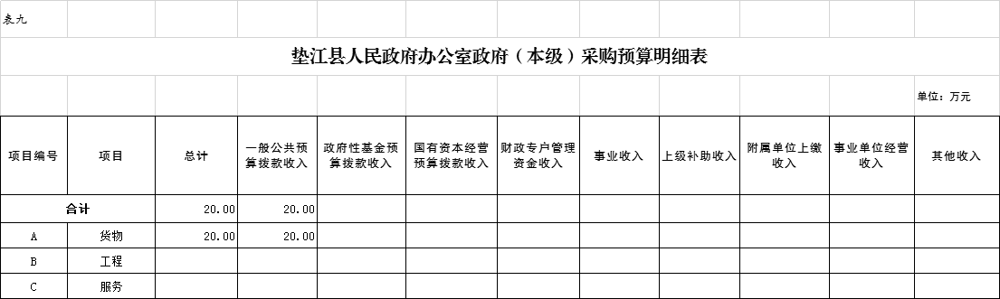 表九
垫江县人民政府办公室政府（本级）采购预算明细表
单位：万元
项目编号 项目 总计 一般公共预算拨款收入 政府性基金预算拨款收入 国有资本经营预算拨款收入 财政专户管理资金收入 事业收入 上级补助收入 附属单位上缴收入 事业单位经营收入 其他收入
合计 20.00 20.00
A 货物 20.00 20.00
B 工程
C 服务